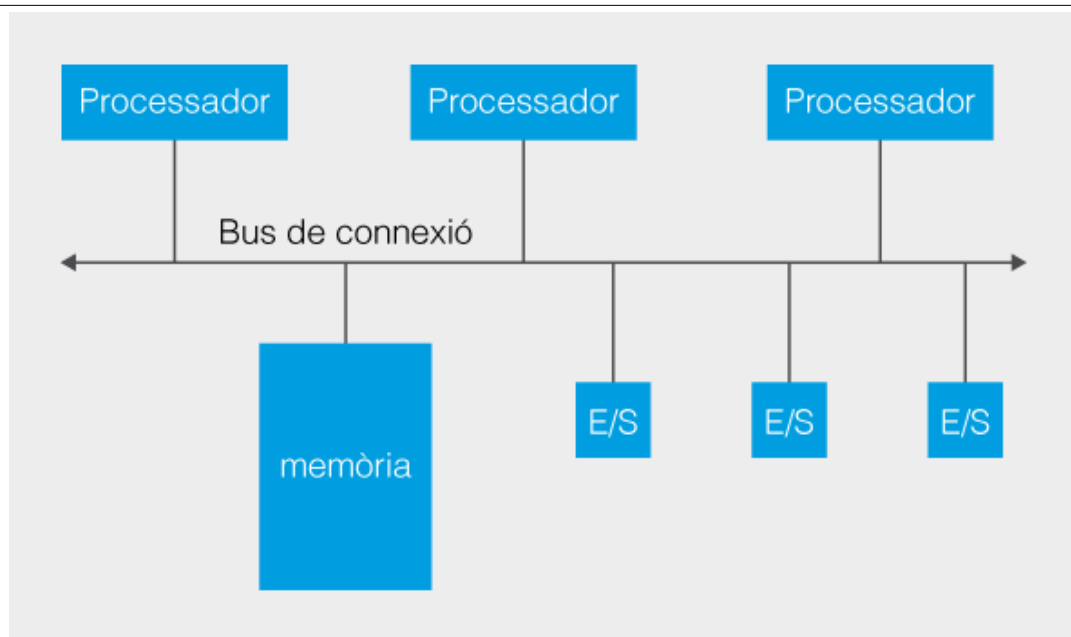 Processador
Processador
Processador
Bus de connexió
memòria
E/S
E/S
E/S